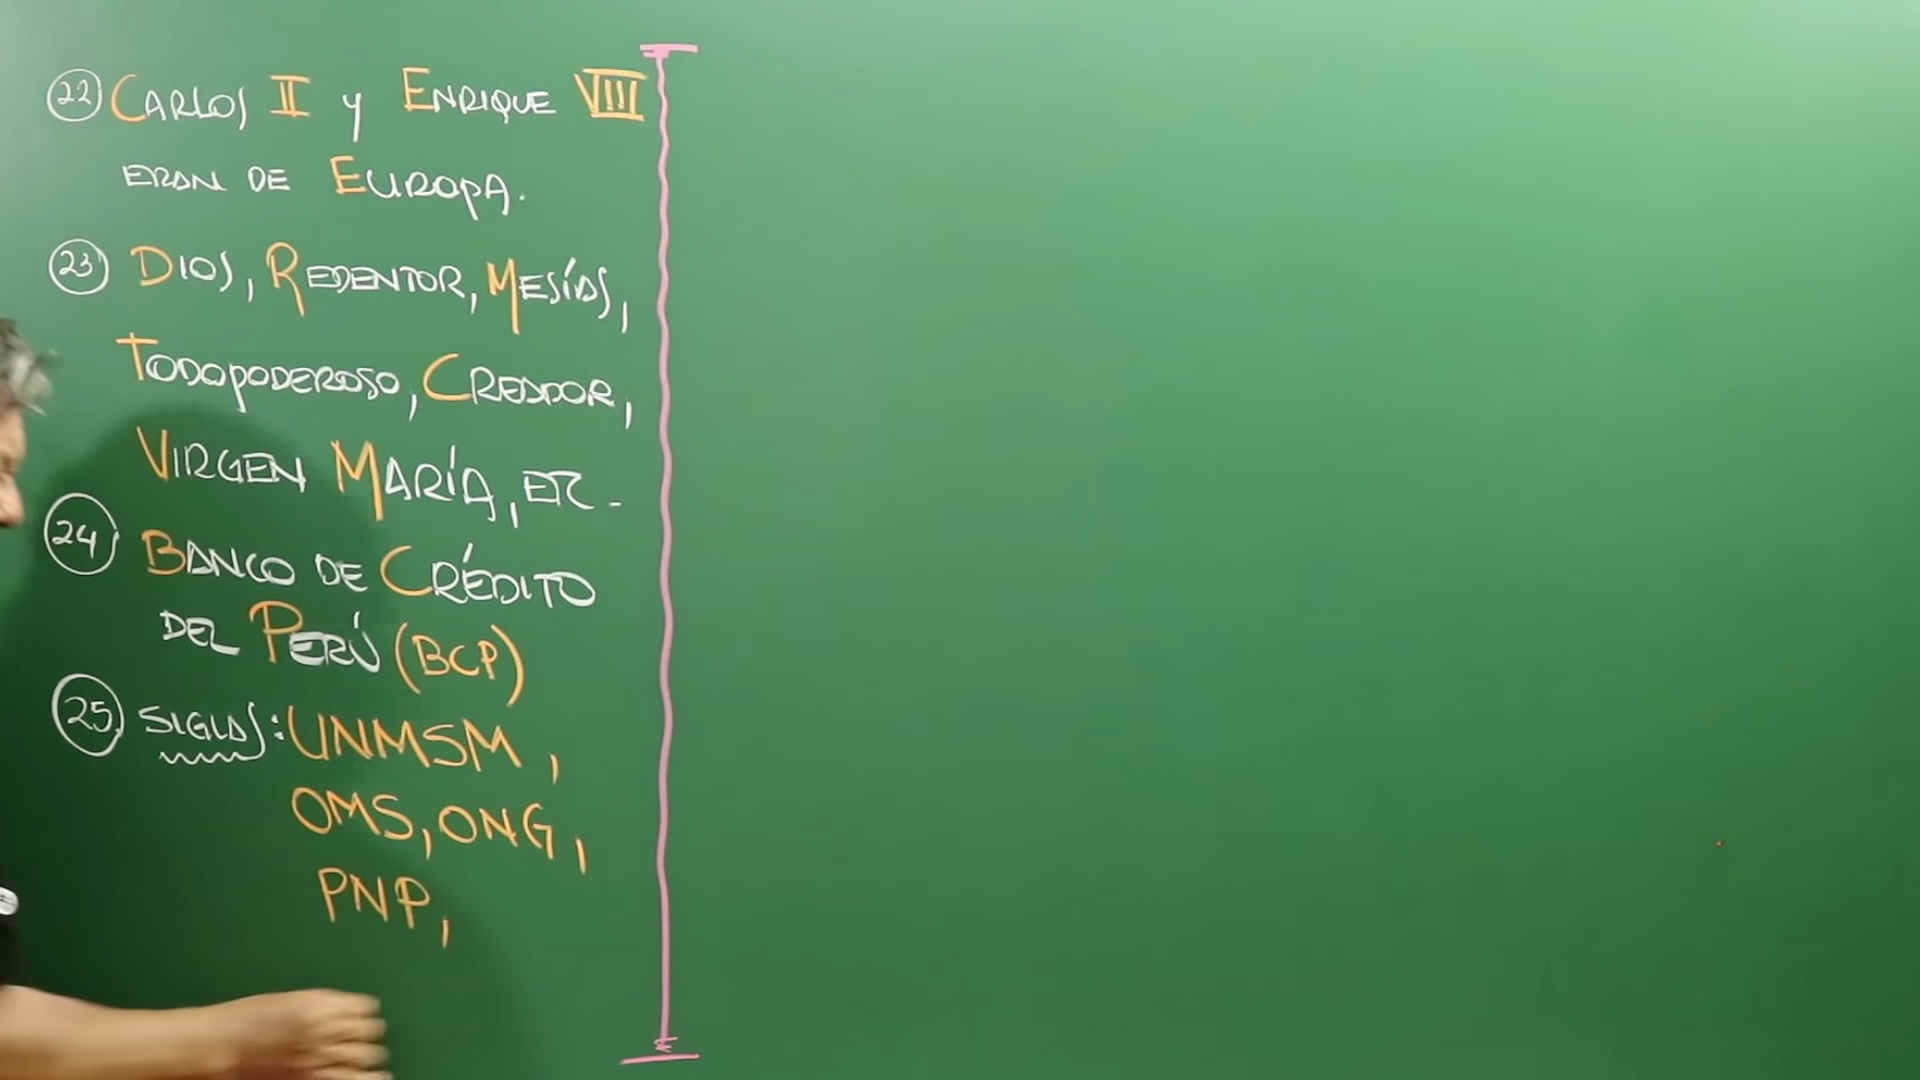 22 CARLOS II y ENRIQUE VIII
ERAN DE EUROPA.
23 DIOS, REDENTOR, MESÍAS,
TODOPODEROSO, CREADOR,
VIRGEN MARÍA, ETC.
24 BANCO DE CRÉDITO
DEL PERÚ (BCP)
25 SIGLAS: UNMSM,
OMS, ONG,
PNP,